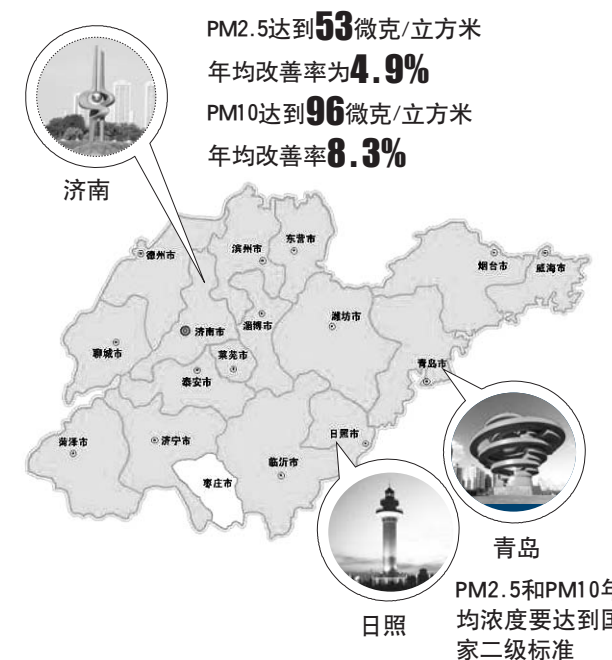 PM2.5达到53微克/立方米
年均改善率为4.9%
PM10达到96微克/立方米
年均改善率8.3%
济南
德州市
滨州市
东营市
烟台市
威海市
济南市
淄博市
潍坊市
聊城市
莱芜市
泰安市
青岛市
菏泽市
济宁市
日照市
临沂市
枣庄市
青岛
日照
PM2.5和PM10年
均浓度要达到国
家二级标准